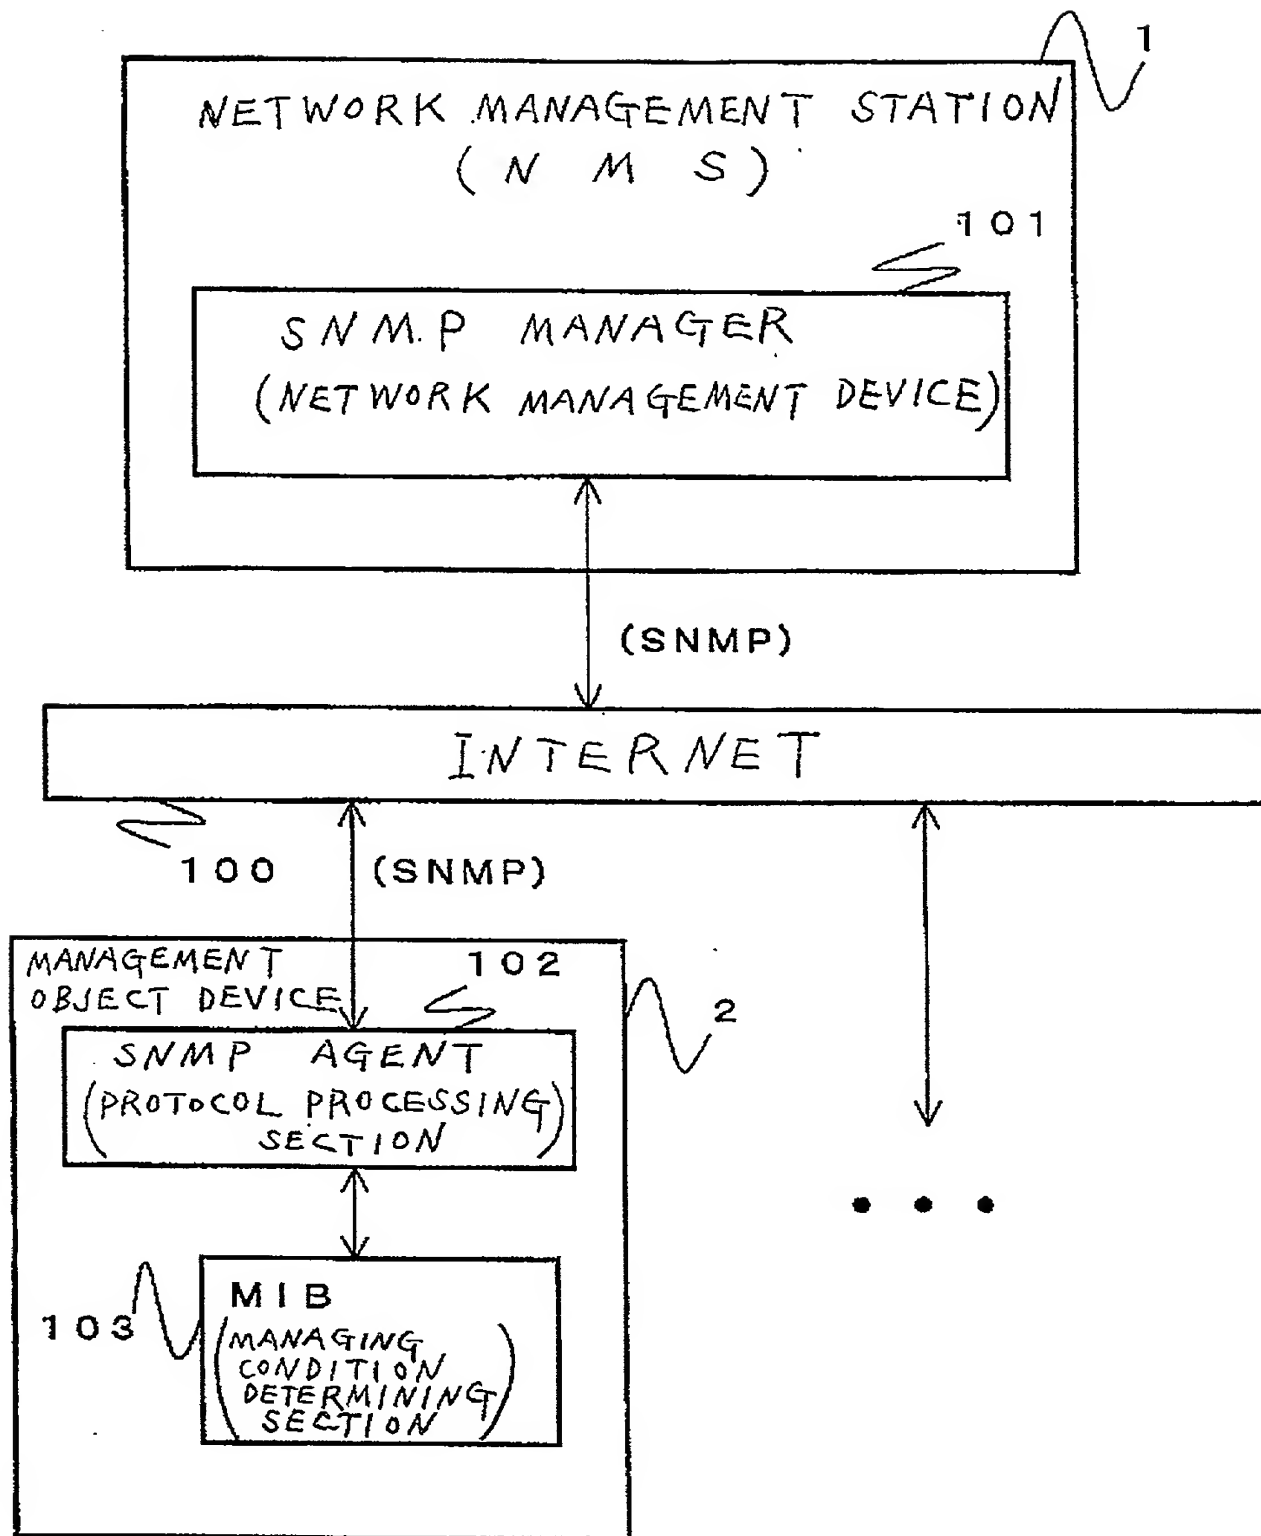 1
NETWORK MANAGEMENT STATION
(NMS)
101
SNMP MANAGER
(NETWORK MANAGEMENT DEVICE)
(SNMP)
INTERNET
100
(SNMP)
MANAGEMENT
OBJECT DEVICE
102
2
SNMP AGENT
(PROTOCOL PROCESSING
SECTION)
103
MIB
(MANAGING
CONDITION
DETERMINING
SECTION)